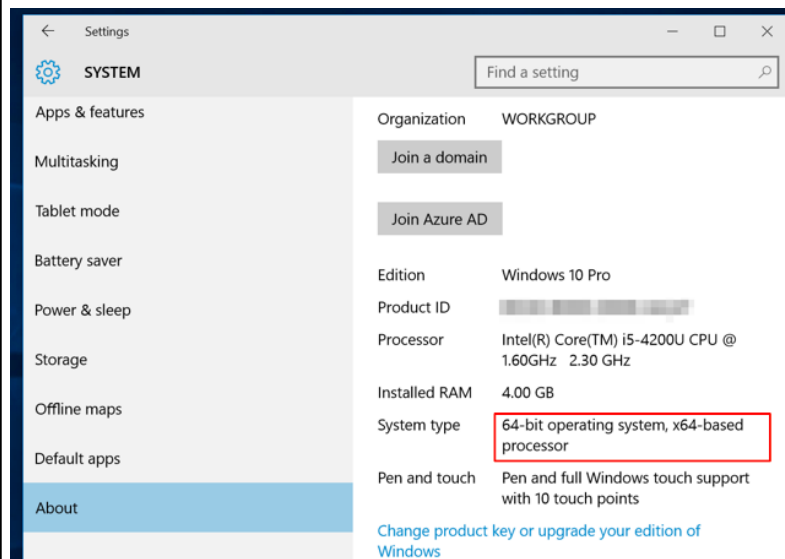 Settings
SYSTEM
Find a setting
Apps & features
Multitasking
Tablet mode
Battery saver
Power & sleep
Storage
Offline maps
Default apps
About
Organization WORKGROUP
Join a domain
Join Azure AD
Edition Windows 10 Pro
Product ID
Processor Intel(R) Core(TM) i5-4200U CPU @
1.60GHz 2.30 GHz
Installed RAM 4.00 GB
System type 64-bit operating system, x64-based
processor
Pen and touch Pen and full Windows touch support
with 10 touch points
Change product key or upgrade your edition of
Windows